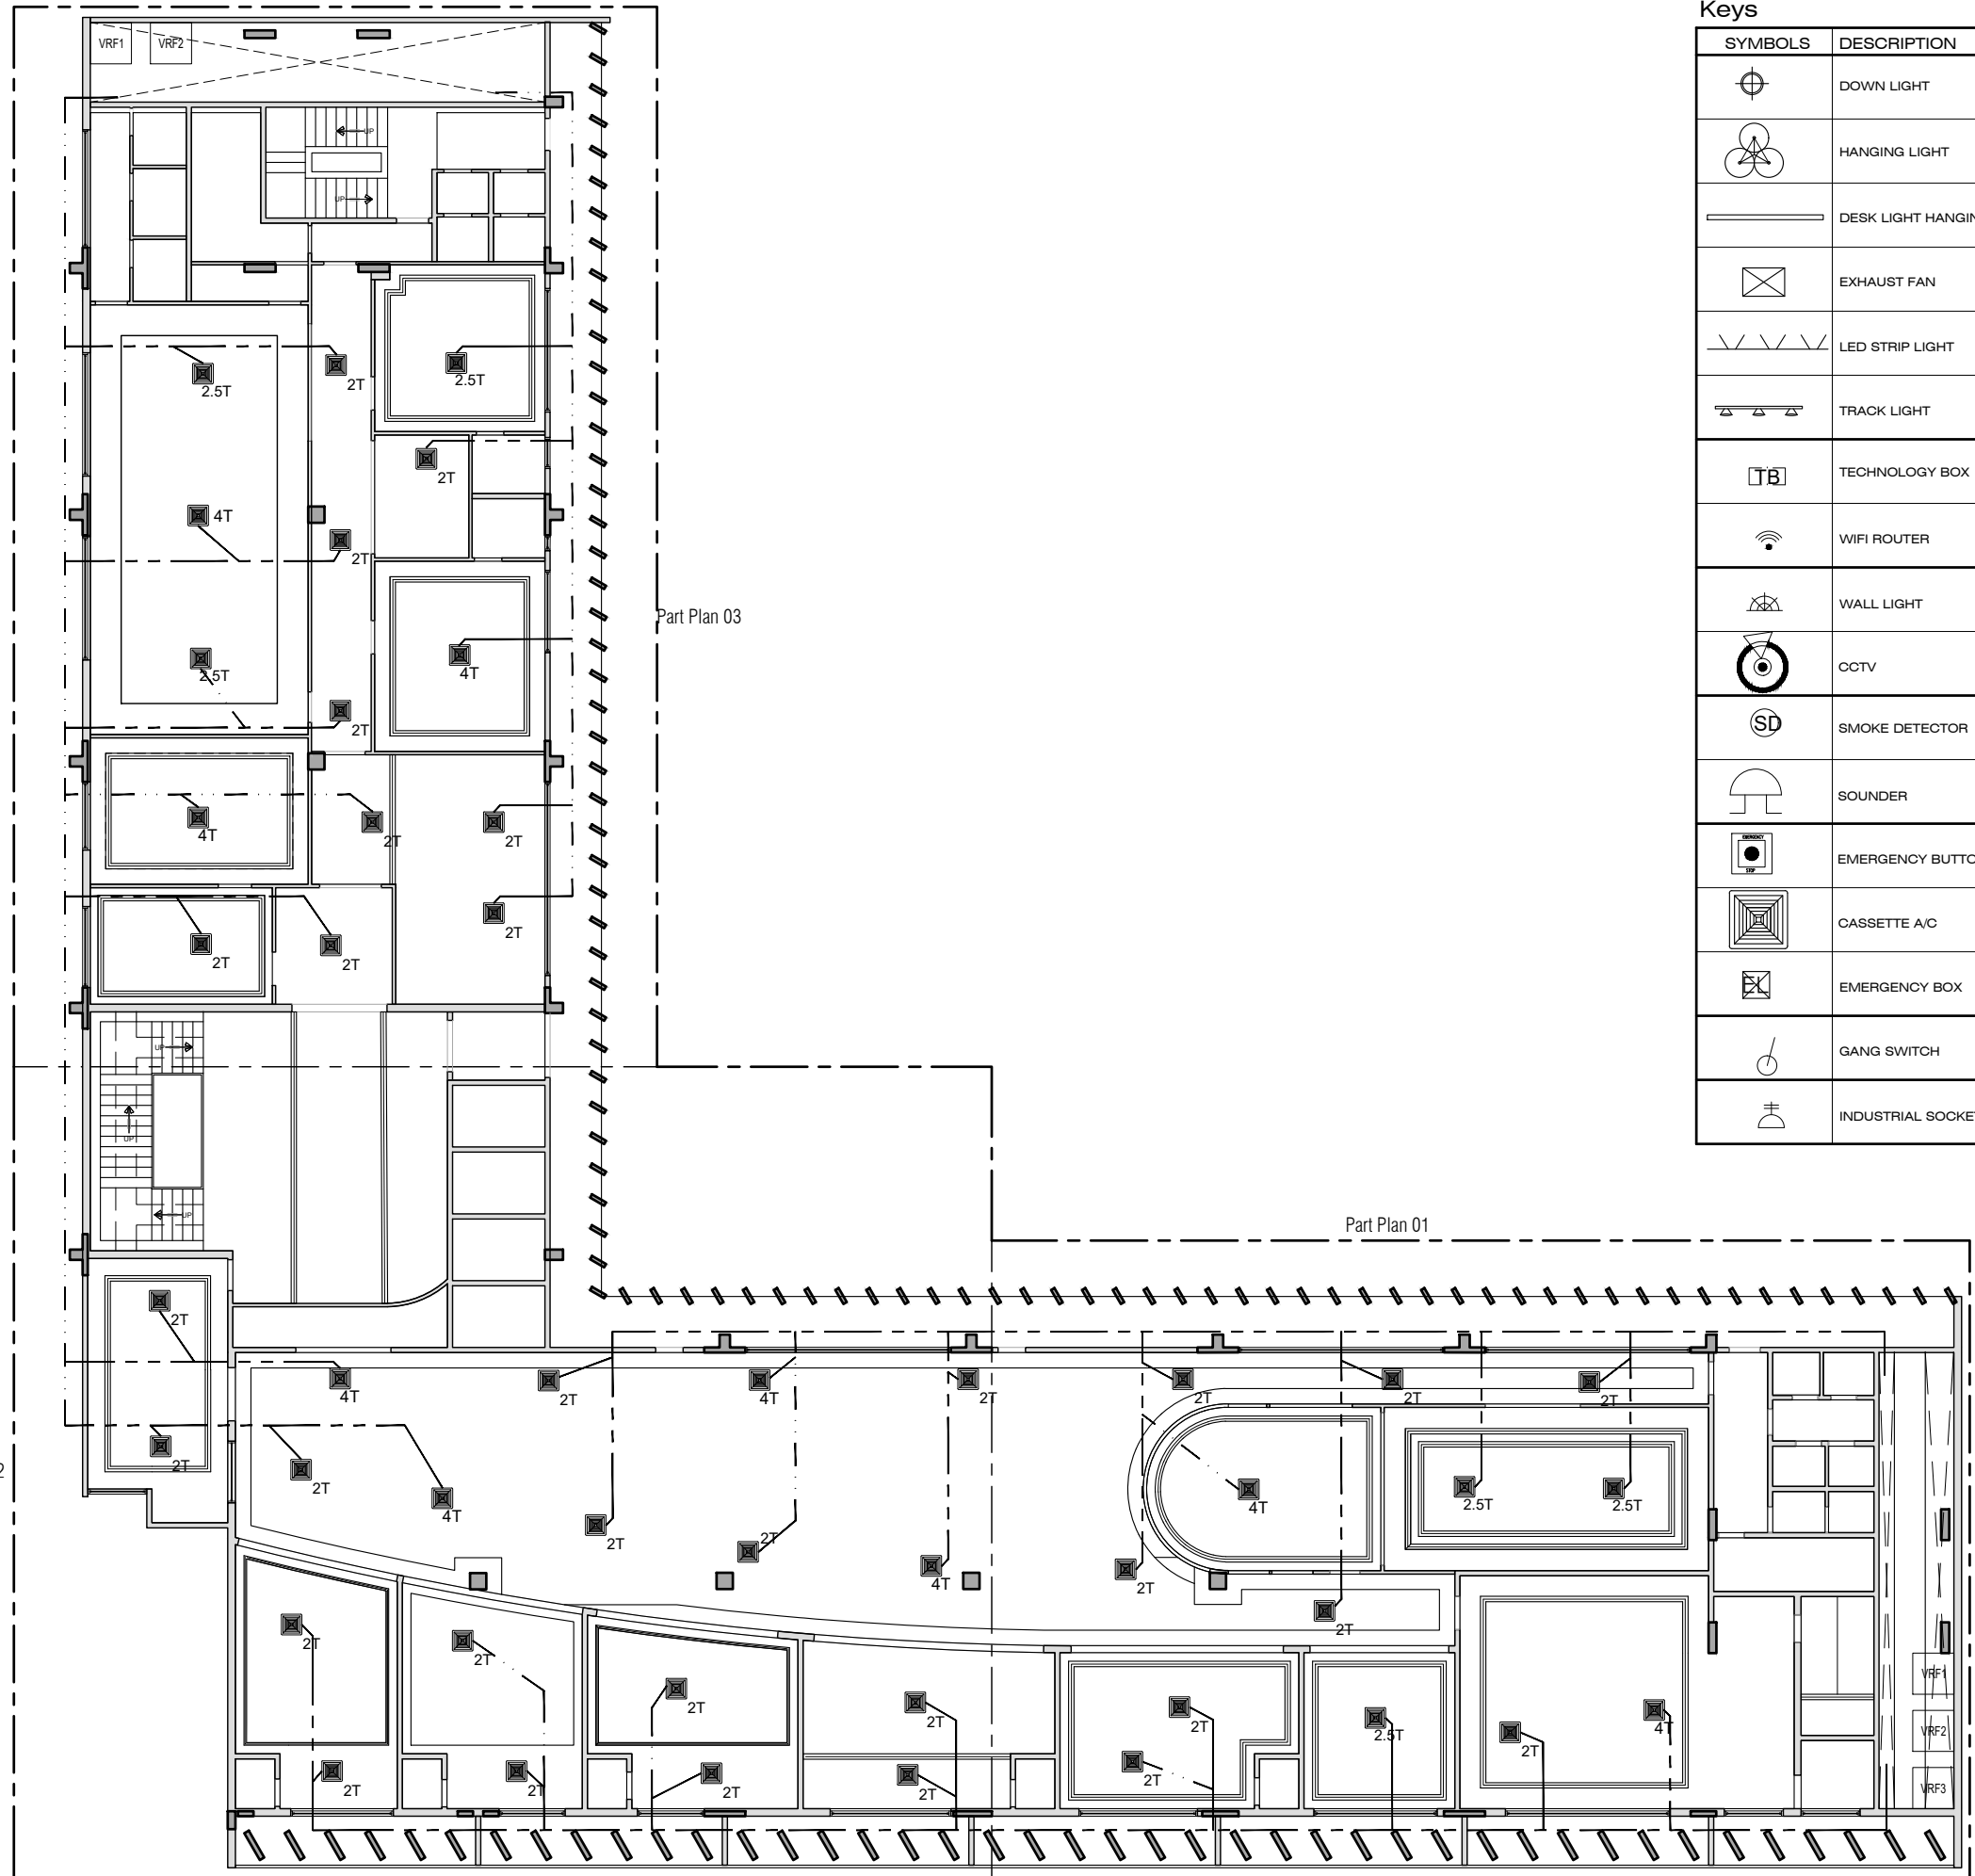 Keys
SYMBOLS DESCRIPTION
DOWN LIGHT
HANGING LIGHT
DESK LIGHT HANGIN
EXHAUST FAN
LED STRIP LIGHT
TRACK LIGHT
TB TECHNOLOGY BOX
WIFI ROUTER
WALL LIGHT
CCTV
SD SMOKE DETECTOR
SOUNDER
EMERGENCY STOP EMERGENCY BUTTO
CASSETTE A/C
EL EMERGENCY BOX
GANG SWITCH
INDUSTRIAL SOCKE
VRF1 VRF2
UP
UP
2.5T 2T 2.5T
2T
4T
2T
Part Plan 03
4T
2.5T
2T
4T 2T 2T
2T
2T 2T
UP
UP
UP
Part Plan 01
2T
4T 2T 4T 2T 2T 2T 2T
2T
2
2T 4T 4T 2.5T 2.5T
2T 2T
4T 2T
2T
2T 2T
2T 2T 2T 2.5T 2T 4T
2T
2T 2T 2T 2T
VRF1
VRF2
VRF3